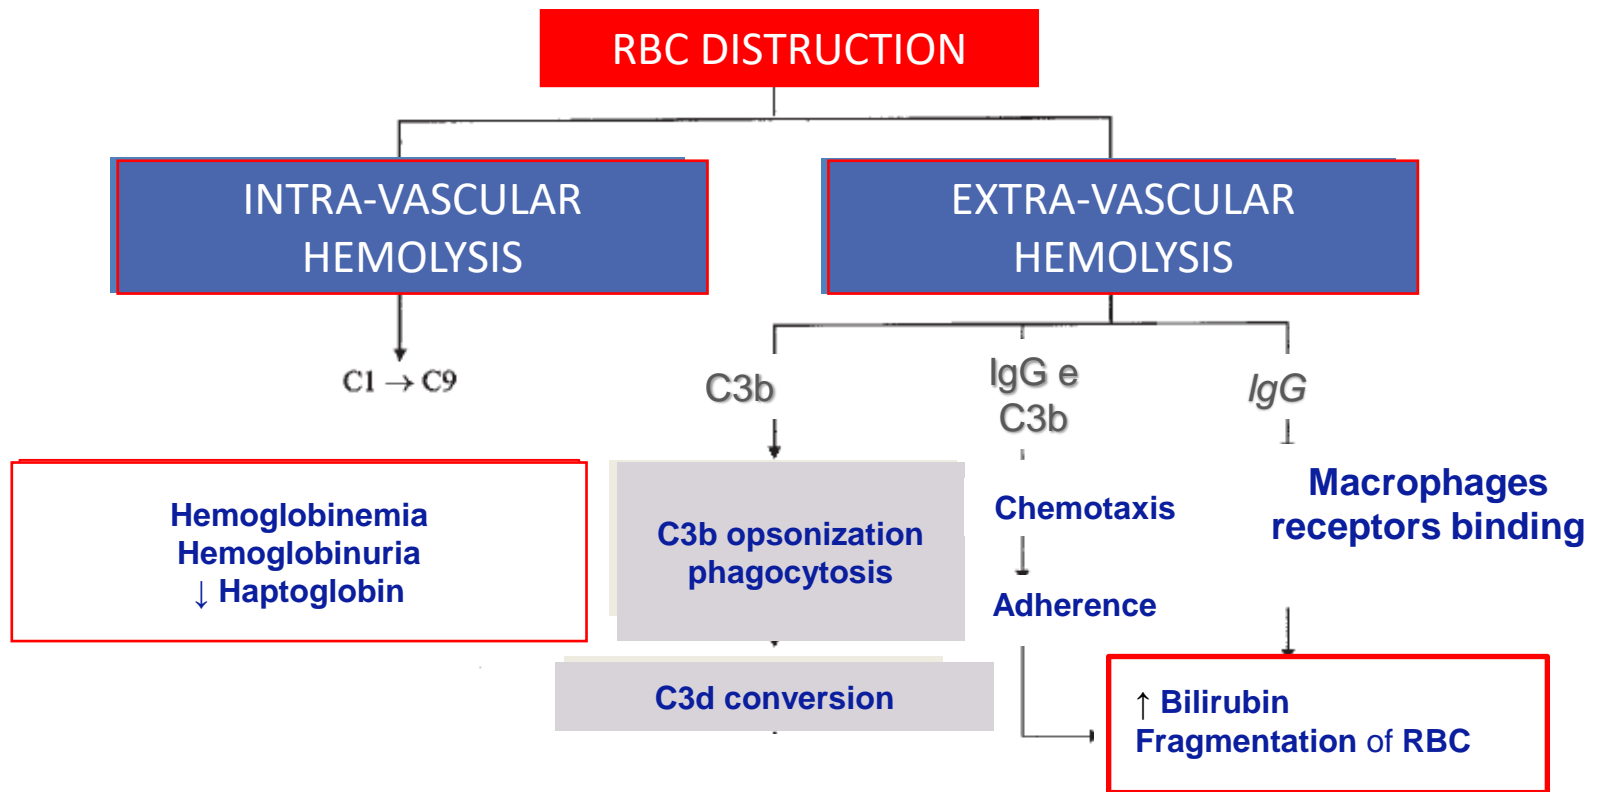 RBC DISTRUCTION
INTRA-VASCULAR
HEMOLYSIS
EXTRA-VASCULAR
HEMOLYSIS
C1 → C9
C3b
IgG e
C3b
IgG
Hemoglobinemia
Hemoglobinuria
↓ Haptoglobin
C3b opsonization
phagocytosis
C3d conversion
Chemotaxis
Adherence
Macrophages
receptors binding
↑ Bilirubin
Fragmentation of RBC